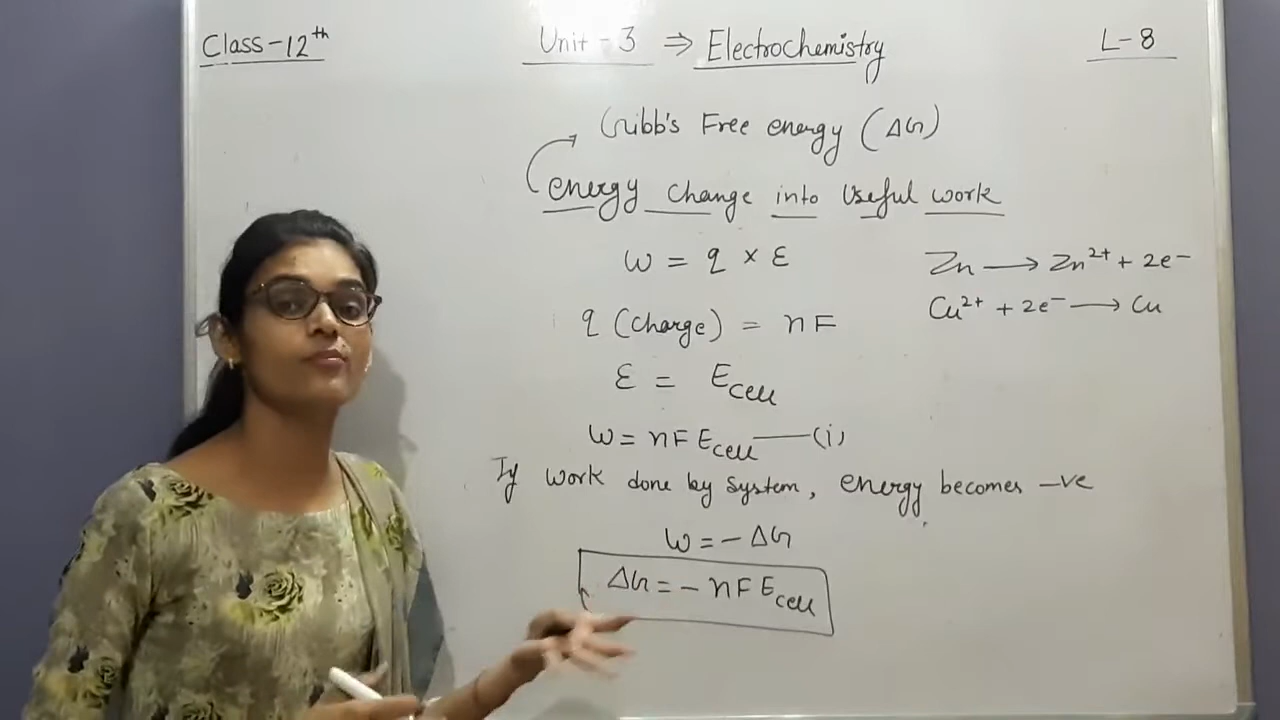 Class-12th
Unit-3 ⇒ Electrochemistry
L-8
Gibb's Free energy (ΔG)
energy change into Useful work
W = q × ε
Zn → Zn²⁺ + 2e⁻
Cu²⁺ + 2e⁻ → Cu
q (charge) = nF
ε = Ecell
W = nFEcell —(i)
If work done by system, energy becomes -ve
W = -ΔG
ΔG = -nFEcell